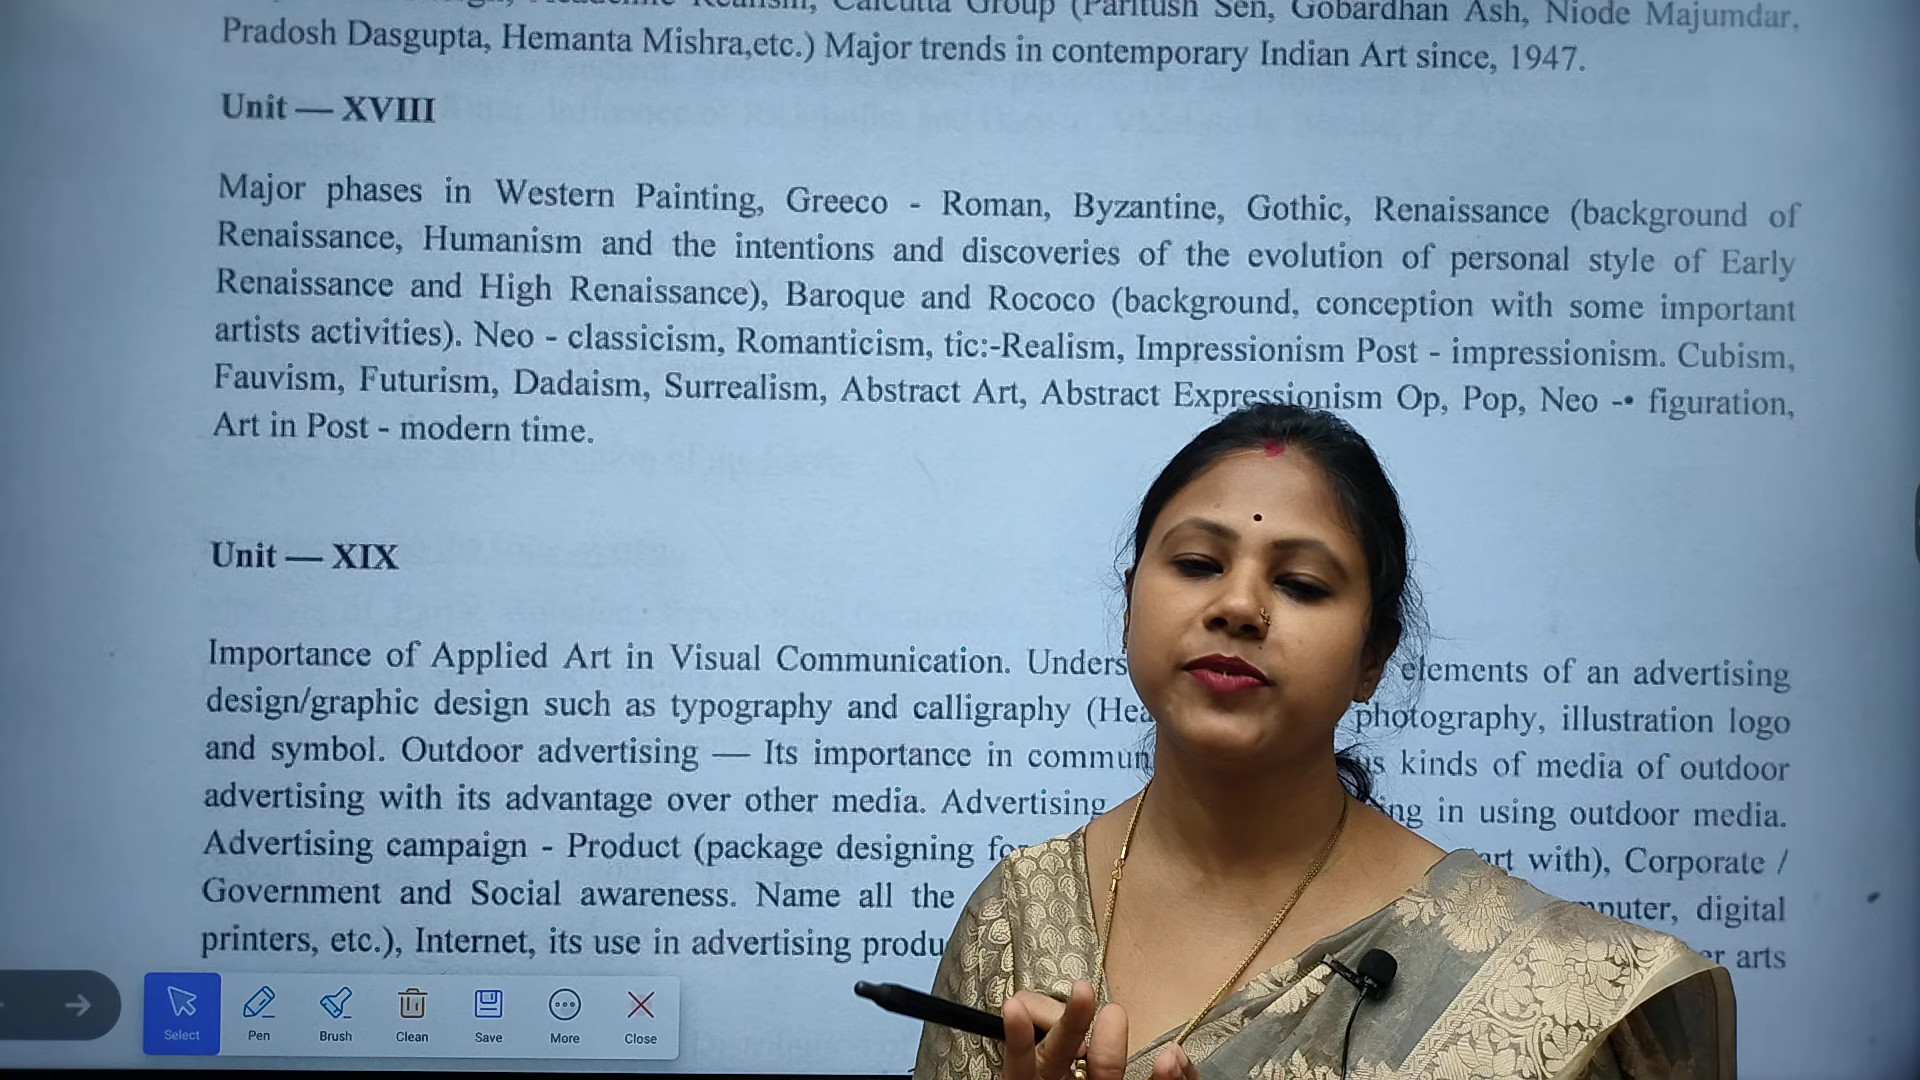 Calcutta Group (Paritush Sen, Gobardhan Ash, Niode Majumdar,
Pradosh Dasgupta, Hemanta Mishra,etc.) Major trends in contemporary Indian Art since, 1947.
Unit — XVIII
Major phases in Western Painting, Greeco - Roman, Byzantine, Gothic, Renaissance (background of
Renaissance, Humanism and the intentions and discoveries of the evolution of personal style of Early
Renaissance and High Renaissance), Baroque and Rococo (background, conception with some important
artists activities). Neo - classicism, Romanticism, tic:-Realism, Impressionism Post - impressionism. Cubism,
Fauvism, Futurism, Dadaism, Surrealism, Abstract Art, Abstract Expressionism Op, Pop, Neo -• figuration,
Art in Post - modern time.
Unit — XIX
Importance of Applied Art in Visual Communication. elements of an advertising
design/graphic design such as typography and calligraphy photography, illustration logo
and symbol. Outdoor advertising — Its importance in kinds of media of outdoor
advertising with its advantage over other media. Advertising in using outdoor media.
Advertising campaign - Product (package designing with), Corporate /
Government and Social awareness. Name all the digital
printers, etc.), Internet, its use in advertising arts
Select Pen Brush Clean Save More Close